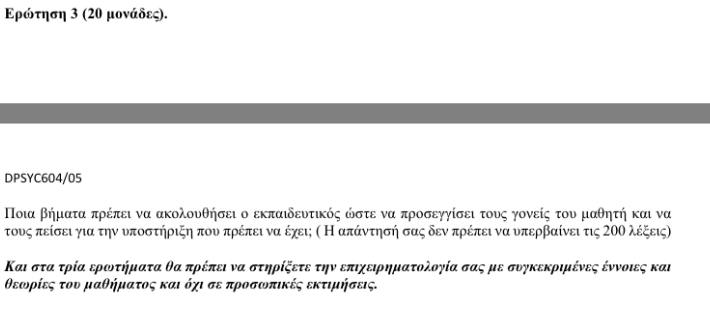 Ερώτηση 3 (20 μονάδες).
DPSYC604/05
Ποια βήματα πρέπει να ακολουθήσει ο εκπαιδευτικός ώστε να προσεγγίσει τους γονείς του μαθητή και να
τους πείσει για την υποστήριξη που πρέπει να έχει; ( Η απάντησή σας δεν πρέπει να υπερβαίνει τις 200 λέξεις)
Και στα τρία ερωτήματα θα πρέπει να στηρίξετε την επιχειρηματολογία σας με συγκεκριμένες έννοιες και
θεωρίες του μαθήματος και όχι σε προσωπικές εκτιμήσεις.